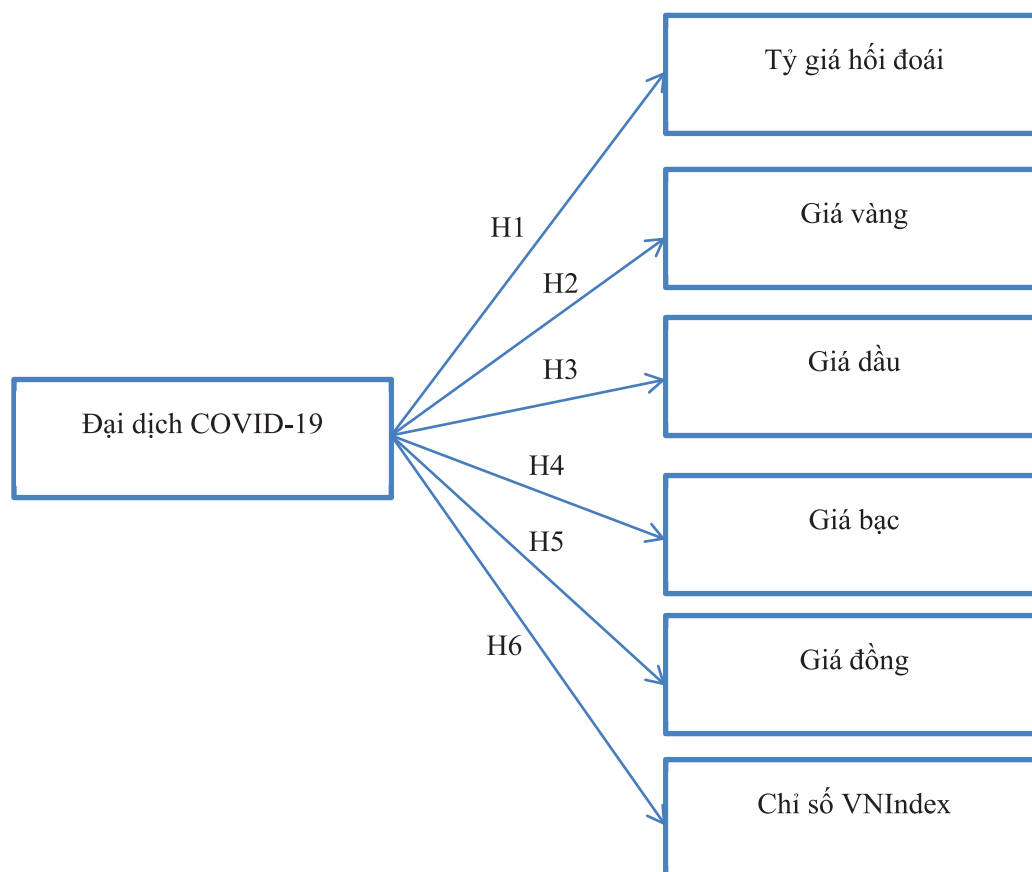 Tỷ giá hối đoái
Giá vàng
H1
H2
Giá dầu
H3
Đại dịch COVID-19
H4
Giá bạc
H5
Giá đồng
H6
Chỉ số VNIndex